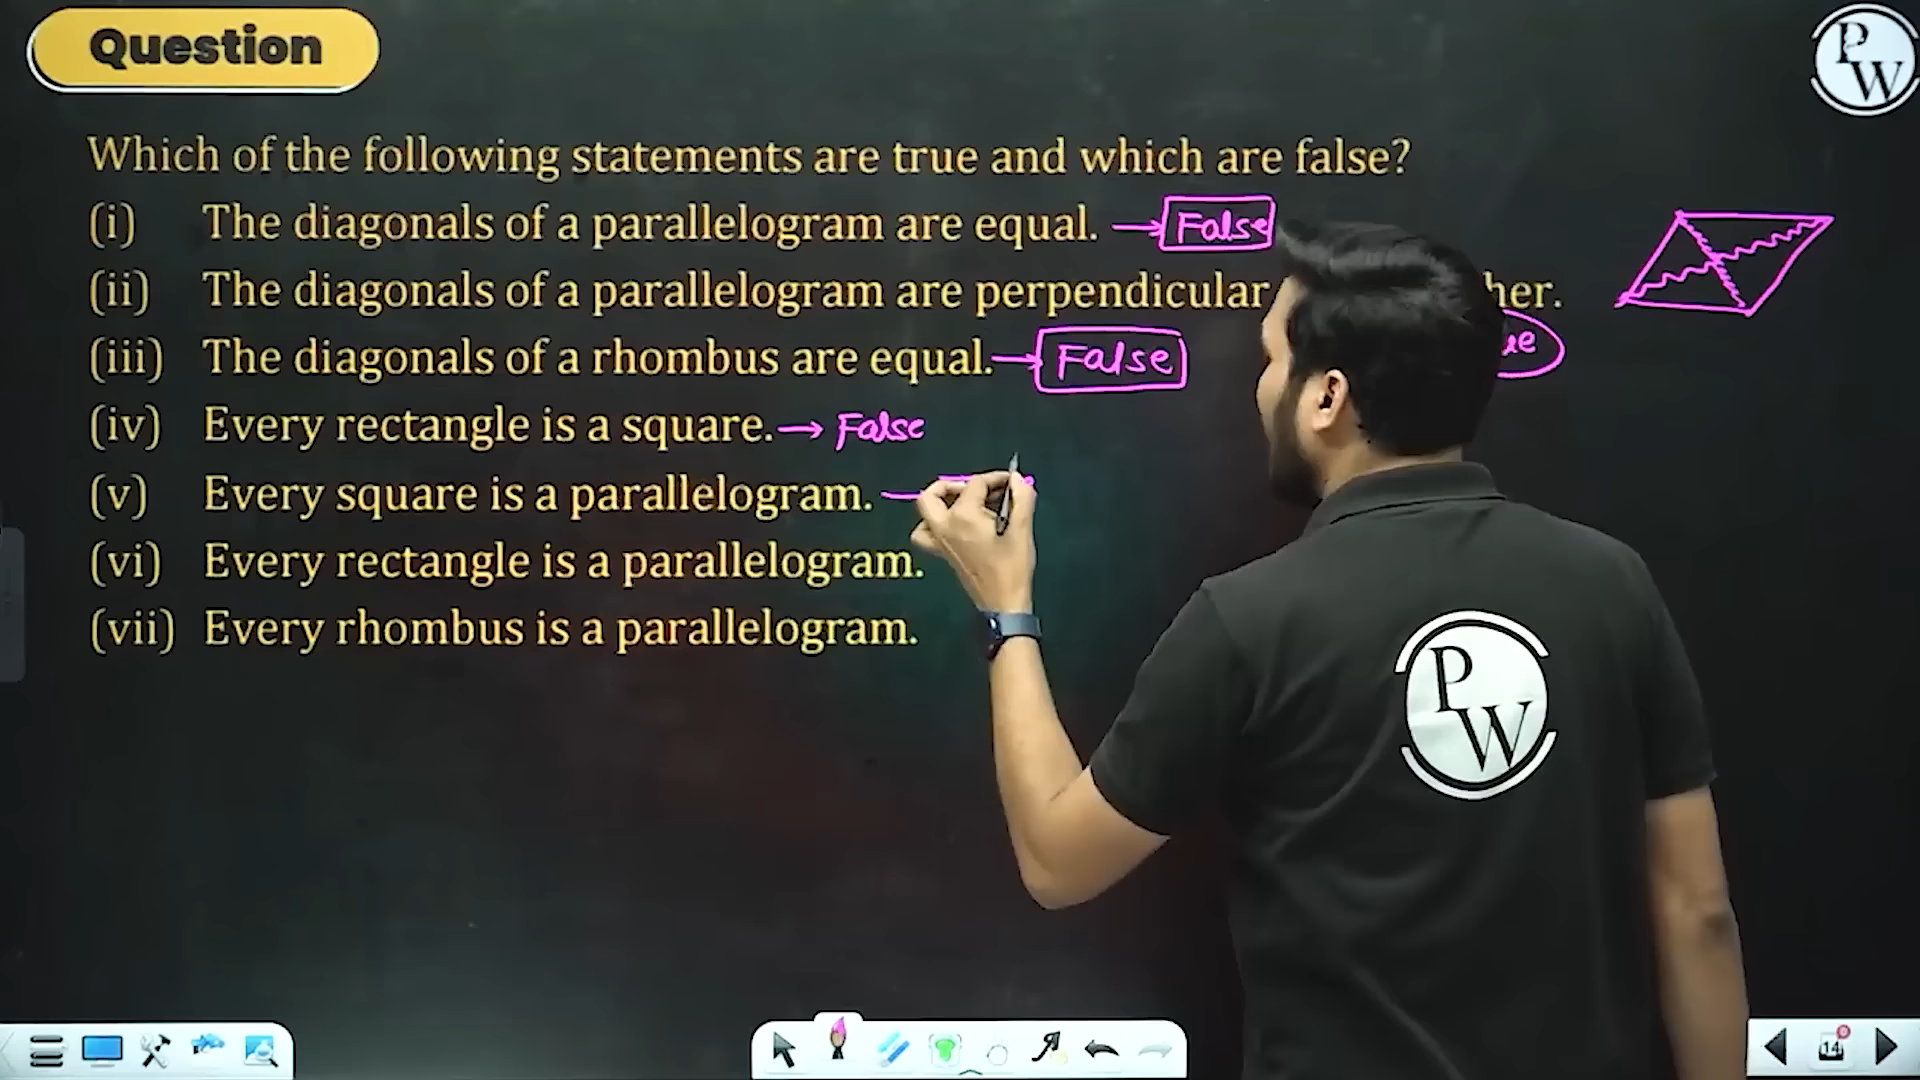 Question
PW
Which of the following statements are true and which are false?
(i) The diagonals of a parallelogram are equal. → False
(ii) The diagonals of a parallelogram are perpendicular
(iii) The diagonals of a rhombus are equal. → False
(iv) Every rectangle is a square. → False
(v) Every square is a parallelogram.
(vi) Every rectangle is a parallelogram.
(vii) Every rhombus is a parallelogram.
PW
14